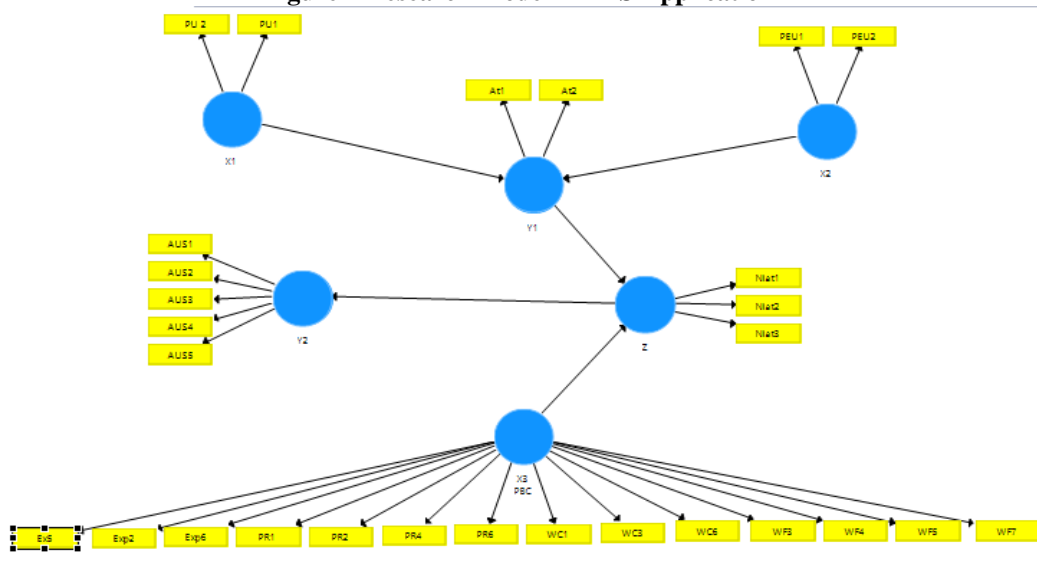 PU 2
PU1
PEU1
PEU2
At1
At2
X1
X2
Y1
AUS1
AUS2
AUS3
AUS4
AUS5
Y2
Niat1
Niat2
Niat3
Z
X3
PBC
Ex5
Exp2
Exp6
PR1
PR2
PR4
PR6
WC1
WC3
WC6
WF3
WF4
WF5
WF7